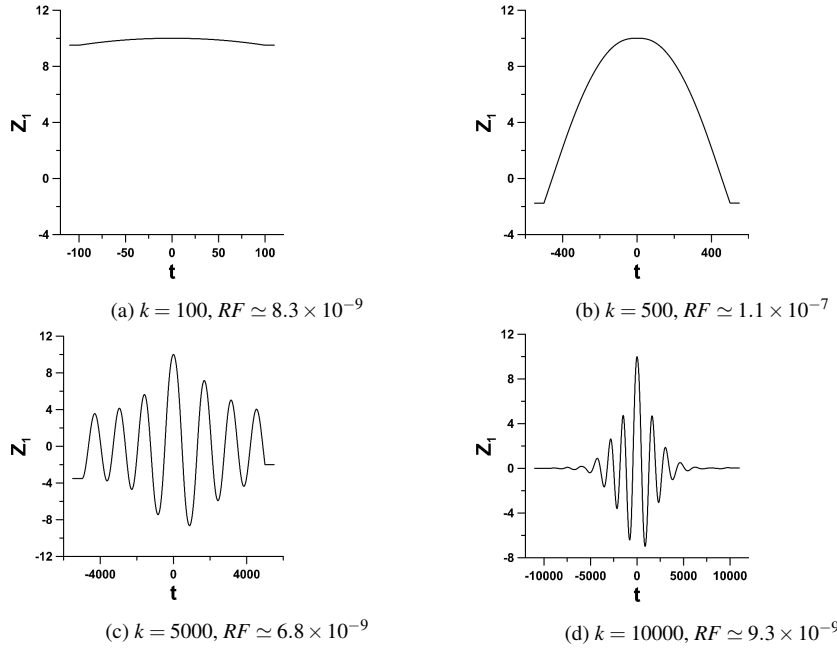 12
8
4
0
-4
Z1
-100 -50 0 50 100
t
(a) k = 100, RF ≃ 8.3 × 10−9
12
8
4
0
-4
Z1
-400 0 400
t
(b) k = 500, RF ≃ 1.1 × 10−7
12
8
4
0
-4
-8
-12
Z1
-4000 0 4000
t
(c) k = 5000, RF ≃ 6.8 × 10−9
12
8
4
0
-4
-8
Z1
-10000 -5000 0 5000 10000
t
(d) k = 10000, RF ≃ 9.3 × 10−9